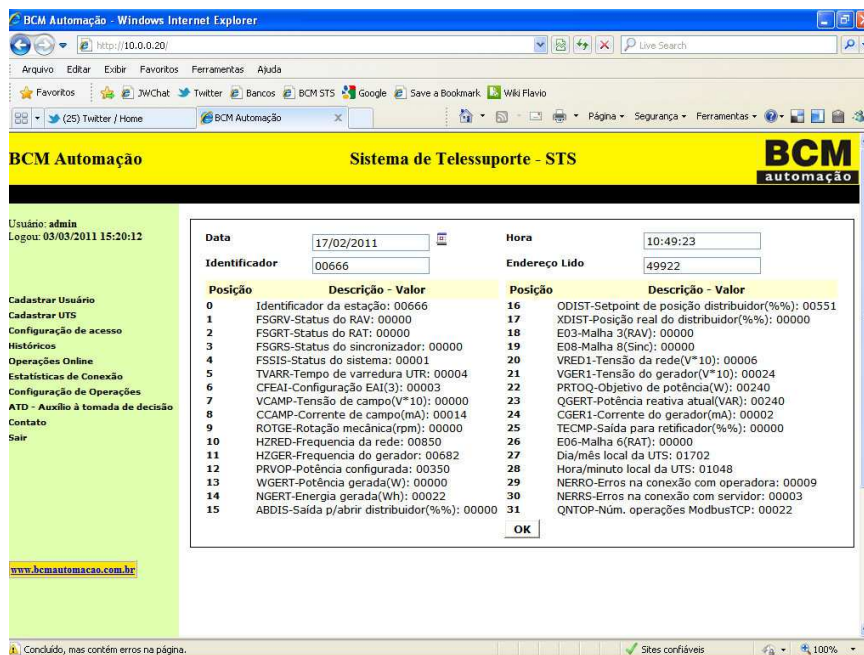 BCM Automação - Windows Internet Explorer
http://10.0.0.20/
Live Search
Arquivo Editar Exibir Favoritos Ferramentas Ajuda
Favoritos JWChat Twitter Bancos BCM STS Google Save a Bookmark Wiki Flavio
(25) Twitter / Home BCM Automação Página Segurança Ferramentas
BCM Automação Sistema de Telessuporte - STS BCM
automação
Usuário: admin
Logou: 03/03/2011 15:20:12
Cadastrar Usuário
Cadastrar UTS
Configuração de acesso
Históricos
Operações Online
Estatísticas de Conexão
Configuração de Operações
ATD - Auxílio à tomada de decisão
Contato
Sair
www.bcmautomacao.com.br
Data 17/02/2011 Hora 10:49:23
Identificador 00666 Endereço Lido 49922
Posição Descrição - Valor Posição Descrição - Valor
0 Identificador da estação: 00666 16 ODIST-Setpoint de posição distribuidor(%%): 00551
1 FSGRV-Status do RAV: 00000 17 XDIST-Posição real do distribuidor(%%): 00000
2 FSGRT-Status do RAT: 00000 18 E03-Malha 3(RAV): 00000
3 FSGRS-Status do sincronizador: 00000 19 E08-Malha 8(Sinc): 00000
4 FSSIS-Status do sistema: 00001 20 VRED1-Tensão da rede(V*10): 00006
5 TVARR-Tempo de varredura UTR: 00004 21 VGER1-Tensão do gerador(V*10): 00024
6 CFEAI-Configuração EAI(3): 00003 22 PRTOQ-Objetivo de potência(W): 00240
7 VCAMP-Tensão de campo(V*10): 00000 23 QGERT-Potência reativa atual(VAR): 00240
8 CCAMP-Corrente de campo(mA): 00014 24 CGER1-Corrente do gerador(mA): 00002
9 ROTGE-Rotação mecânica(rpm): 00000 25 TECMP-Saída para retificador(%%): 00000
10 HZRED-Frequencia da rede: 00850 26 E06-Malha 6(RAT): 00000
11 HZGER-Frequencia do gerador: 00682 27 Dia/mês local da UTS: 01702
12 PRVOP-Potência configurada: 00350 28 Hora/minuto local da UTS: 01048
13 WGERT-Potência gerada(W): 00000 29 NERRO-Erros na conexão com operadora: 00009
14 NGERT-Energia gerada(Wh): 00022 30 NERRS-Erros na conexão com servidor: 00003
15 ABDIS-Saída p/abrir distribuidor(%%): 00000 31 QNTOP-Núm. operações ModbusTCP: 00022
OK
Concluído, mas contém erros na página. Sites confiáveis 100%